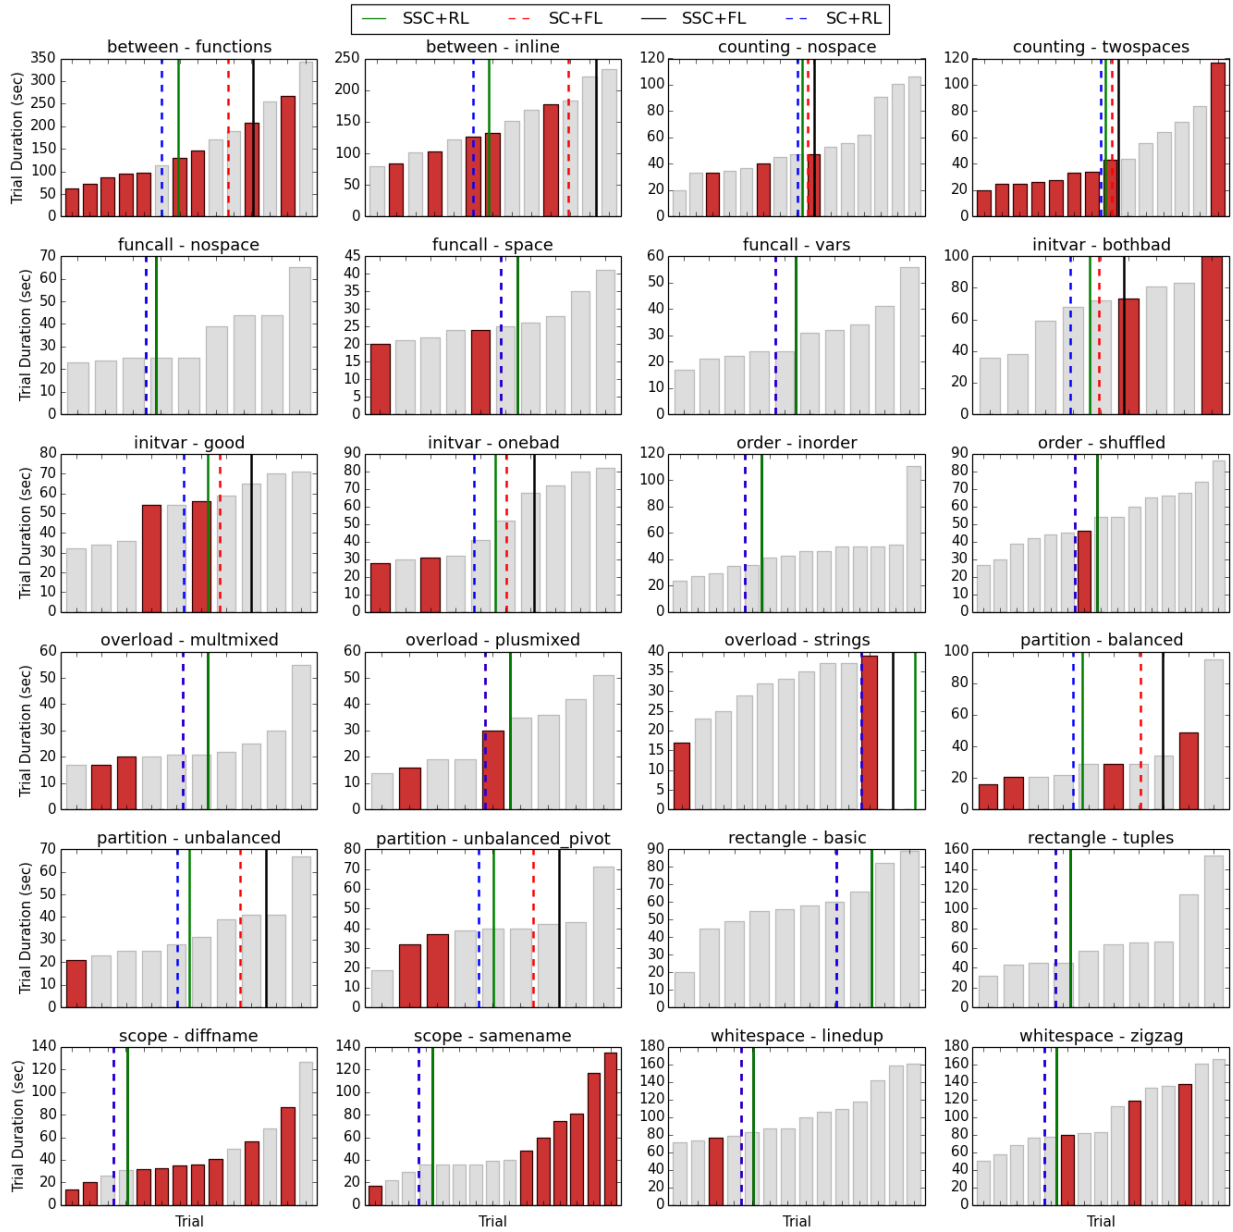 SSC+RL SC+FL SSC+FL SC+RL
between - functions between - inline counting - nospace counting - twospaces
Trial Duration (sec)
350 300 250 200 150 100 50 0
250 200 150 100 50 0
120 100 80 60 40 20 0
120 100 80 60 40 20 0
funcall - nospace funcall - space funcall - vars initvar - bothbad
Trial Duration (sec)
70 60 50 40 30 20 10 0
45 40 35 30 25 20 15 10 5 0
60 50 40 30 20 10 0
100 80 60 40 20 0
initvar - good initvar - onebad order - inorder order - shuffled
Trial Duration (sec)
80 70 60 50 40 30 20 10 0
90 80 70 60 50 40 30 20 10 0
120 100 80 60 40 20 0
90 80 70 60 50 40 30 20 10 0
overload - multmixed overload - plusmixed overload - strings partition - balanced
Trial Duration (sec)
60 50 40 30 20 10 0
60 50 40 30 20 10 0
40 35 30 25 20 15 10 5 0
100 80 60 40 20 0
partition - unbalanced partition - unbalanced_pivot rectangle - basic rectangle - tuples
Trial Duration (sec)
70 60 50 40 30 20 10 0
80 70 60 50 40 30 20 10 0
90 80 70 60 50 40 30 20 10 0
160 140 120 100 80 60 40 20 0
scope - diffname scope - samename whitespace - linedup whitespace - zigzag
Trial Duration (sec)
140 120 100 80 60 40 20 0
140 120 100 80 60 40 20 0
180 160 140 120 100 80 60 40 20 0
180 160 140 120 100 80 60 40 20 0
Trial Trial Trial Trial